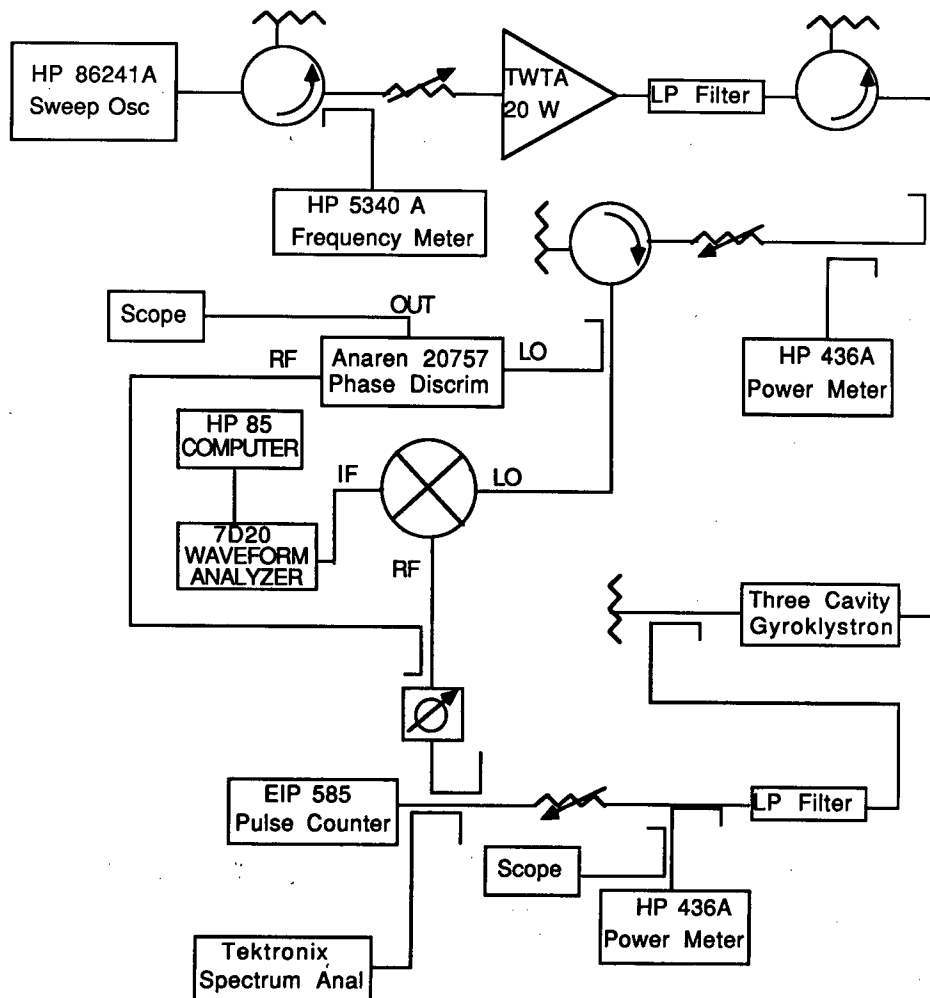 HP 86241A
Sweep Osc
TWTA
20 W
LP Filter
HP 5340 A
Frequency Meter
Scope
OUT
RF
Anaren 20757
Phase Discrim
LO
HP 436A
Power Meter
HP 85
COMPUTER
IF
LO
7D20
WAVEFORM
ANALYZER
RF
Three Cavity
Gyroklystron
EIP 585
Pulse Counter
LP Filter
Scope
HP 436A
Power Meter
Tektronix
Spectrum Anal